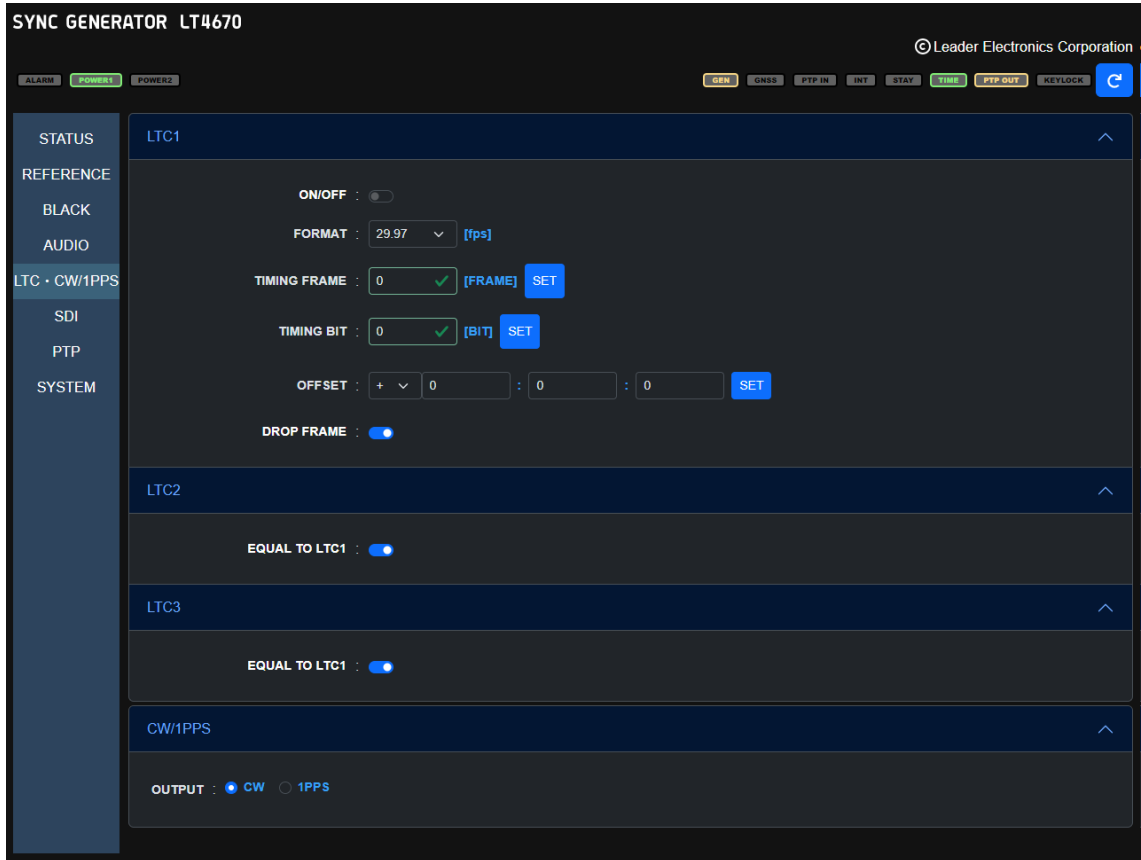 SYNC GENERATOR LT4670
©Leader Electronics Corporation
ALARM POWER1 POWER2 GEN GNSS PTP IN INT STAY TIME PTP OUT KEYLOCK
STATUS
REFERENCE
BLACK
AUDIO
LTC・CW/1PPS
SDI
PTP
SYSTEM
LTC1
ON/OFF :
FORMAT : 29.97 [fps]
TIMING FRAME : 0 [FRAME] SET
TIMING BIT : 0 [BIT] SET
OFFSET : + 0 : 0 : 0 SET
DROP FRAME :
LTC2
EQUAL TO LTC1 :
LTC3
EQUAL TO LTC1 :
CW/1PPS
OUTPUT : CW 1PPS